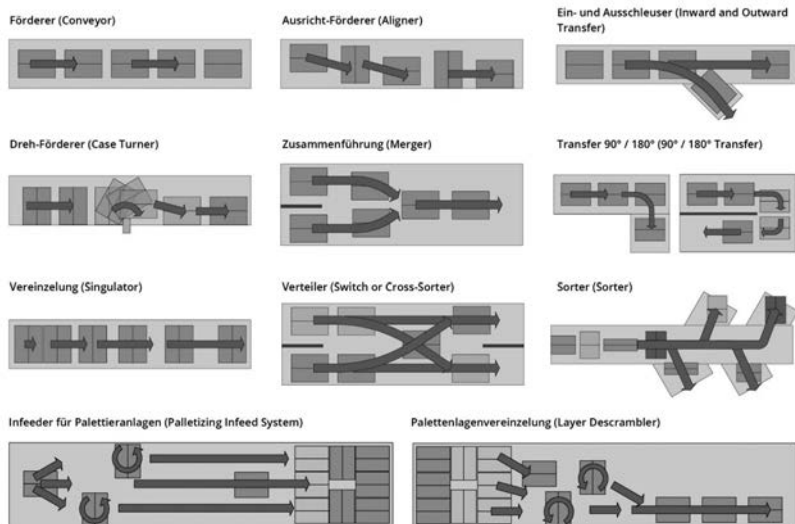 Förderer (Conveyor)
Ausricht-Förderer (Aligner)
Ein- und Ausschleuser (Inward and Outward
Transfer)
Dreh-Förderer (Case Turner)
Zusammenführung (Merger)
Transfer 90° / 180° (90° / 180° Transfer)
Vereinzelung (Singulator)
Verteiler (Switch or Cross-Sorter)
Sorter (Sorter)
Infeeder für Palettieranlagen (Palletizing Infeed System)
Palettenlagenvereinzelung (Layer Descrambler)